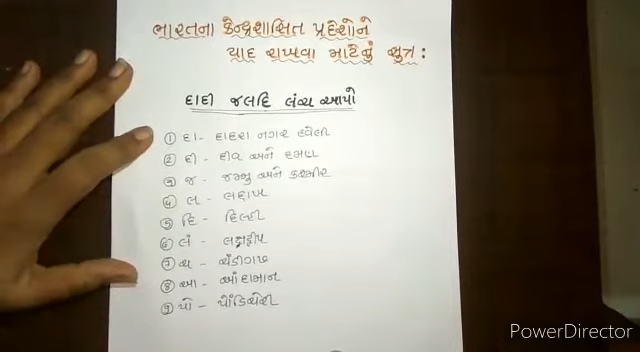 ભારતના કેન્દ્રશાસિત પ્રદેશોને
યાદ રાખવા માટેનું સુત્ર :
દાદી જલદિ લંચ આપો
① દા - દાદરા નગર હવેલી
② દી - દીવ અને દમણ
③ જ - જમ્મુ અને કશ્મીર
④ લ - લદ્દાખ
⑤ દિ - દિલ્હી
⑥ લં - લક્ષદ્વીપ
⑦ ચ - ચંડીગઢ
⑧ આ - આંદામાન
⑨ પો - પોંડિચેરી
PowerDirector